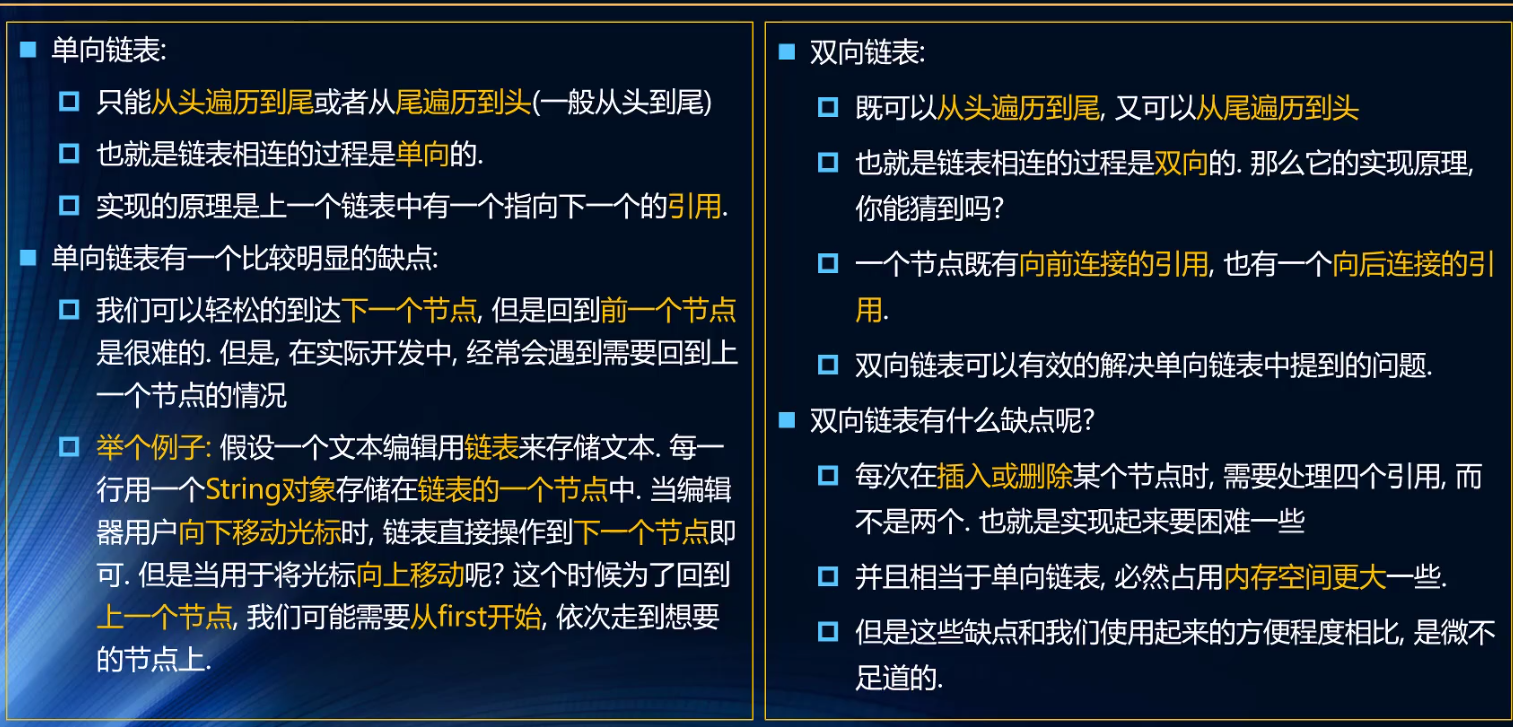 单向链表:
只能从头遍历到尾或者从尾遍历到头(一般从头到尾)
也就是链表相连的过程是单向的.
实现的原理是上一个链表中有一个指向下一个的引用.
单向链表有一个比较明显的缺点:
我们可以轻松的到达下一个节点, 但是回到前一个节点
是很难的. 但是, 在实际开发中, 经常会遇到需要回到上
一个节点的情况
举个例子: 假设一个文本编辑用链表来存储文本. 每一
行用一个String对象存储在链表的一个节点中. 当编辑
器用户向下移动光标时, 链表直接操作到下一个节点即
可. 但是当用于将光标向上移动呢? 这个时候为了回到
上一个节点, 我们可能需要从first开始, 依次走到想要
的节点上.
双向链表:
既可以从头遍历到尾, 又可以从尾遍历到头
也就是链表相连的过程是双向的. 那么它的实现原理,
你能猜到吗?
一个节点既有向前连接的引用, 也有一个向后连接的引
用.
双向链表可以有效的解决单向链表中提到的问题.
双向链表有什么缺点呢?
每次在插入或删除某个节点时, 需要处理四个引用, 而
不是两个. 也就是实现起来要困难一些
并且相当于单向链表, 必然占用内存空间更大一些.
但是这些缺点和我们使用起来的方便程度相比, 是微不
足道的.